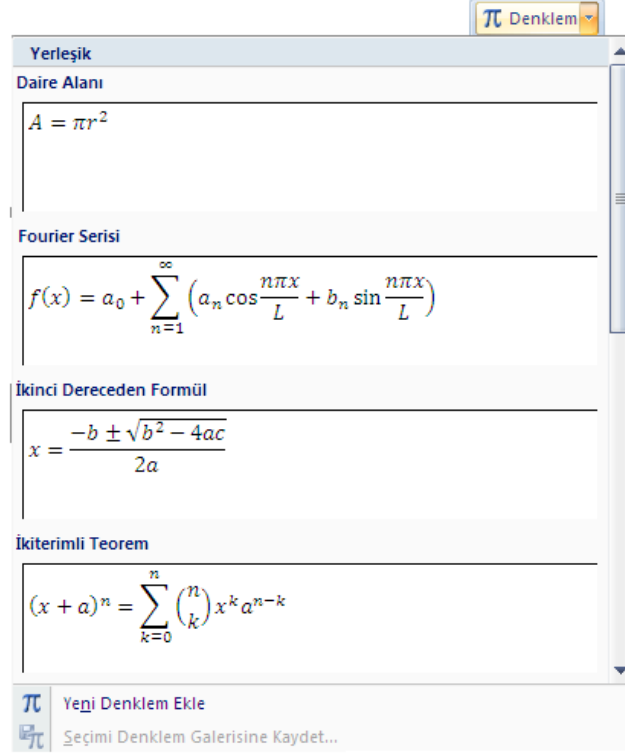 π Denklem
Yerleşik
Daire Alanı
A = πr²
Fourier Serisi
f(x) = a₀ + ∑_{n=1}^{∞} (aₙ cos nπx/L + bₙ sin nπx/L)
İkinci Dereceden Formül
x = (-b ± √(b² − 4ac))/2a
İkiterimli Teorem
(x + a)ⁿ = ∑_{k=0}^{n} (n k) xᵏaⁿ⁻ᵏ
π Yeni Denklem Ekle
π Seçimi Denklem Galerisine Kaydet...